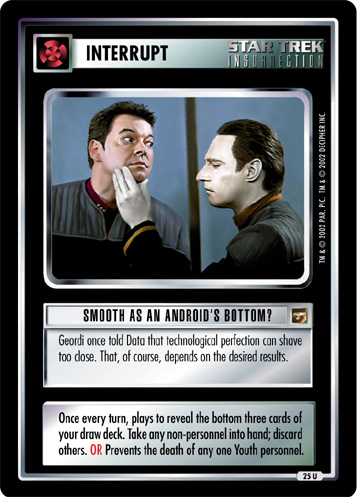 INTERRUPT
STAR TREK
INSURRECTION
TM & © 2002 PAR. PIC. TM & © 2002 DECIPHER INC.
SMOOTH AS AN ANDROID'S BOTTOM?
Geordi once told Data that technological perfection can shave
too close. That, of course, depends on the desired results.
Once every turn, plays to reveal the bottom three cards of
your draw deck. Take any non-personnel into hand; discard
others. OR Prevents the death of any one Youth personnel.
25 U